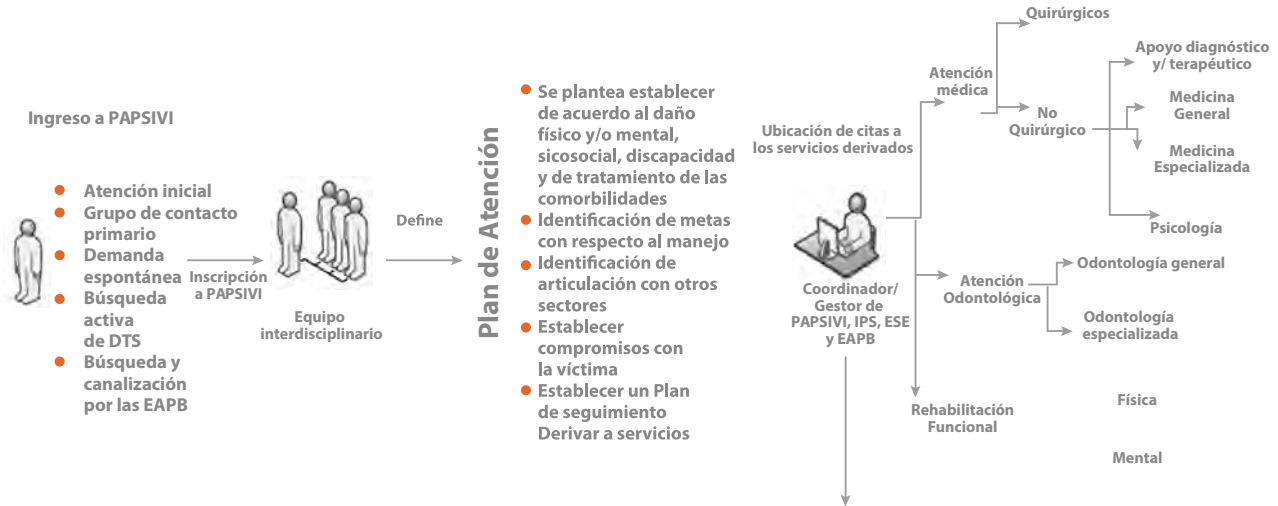 Ingreso a PAPSIVI
Atención inicial
Grupo de contacto
primario
Demanda
espontánea
Búsqueda
activa
de DTS
Búsqueda y
canalización
por las EAPB
Inscripción
a PAPSIVI
Equipo
interdisciplinario
Define
Plan de Atención
Se plantea establecer
de acuerdo al daño
físico y/o mental,
sicosocial, discapacidad
y de tratamiento de las
comorbilidades
Identificación de metas
con respecto al manejo
Identificación de
articulación con otros
sectores
Establecer
compromisos con
la víctima
Establecer un Plan
de seguimiento
Derivar a servicios
Ubicación de citas a
los servicios derivados
Coordinador/
Gestor de
PAPSIVI, IPS, ESE
y EAPB
Atención
médica
Quirúrgicos
No
Quirúrgico
Apoyo diagnóstico
y/ terapéutico
Medicina
General
Medicina
Especializada
Psicología
Atención
Odontológica
Odontología general
Odontología
especializada
Rehabilitación
Funcional
Física
Mental